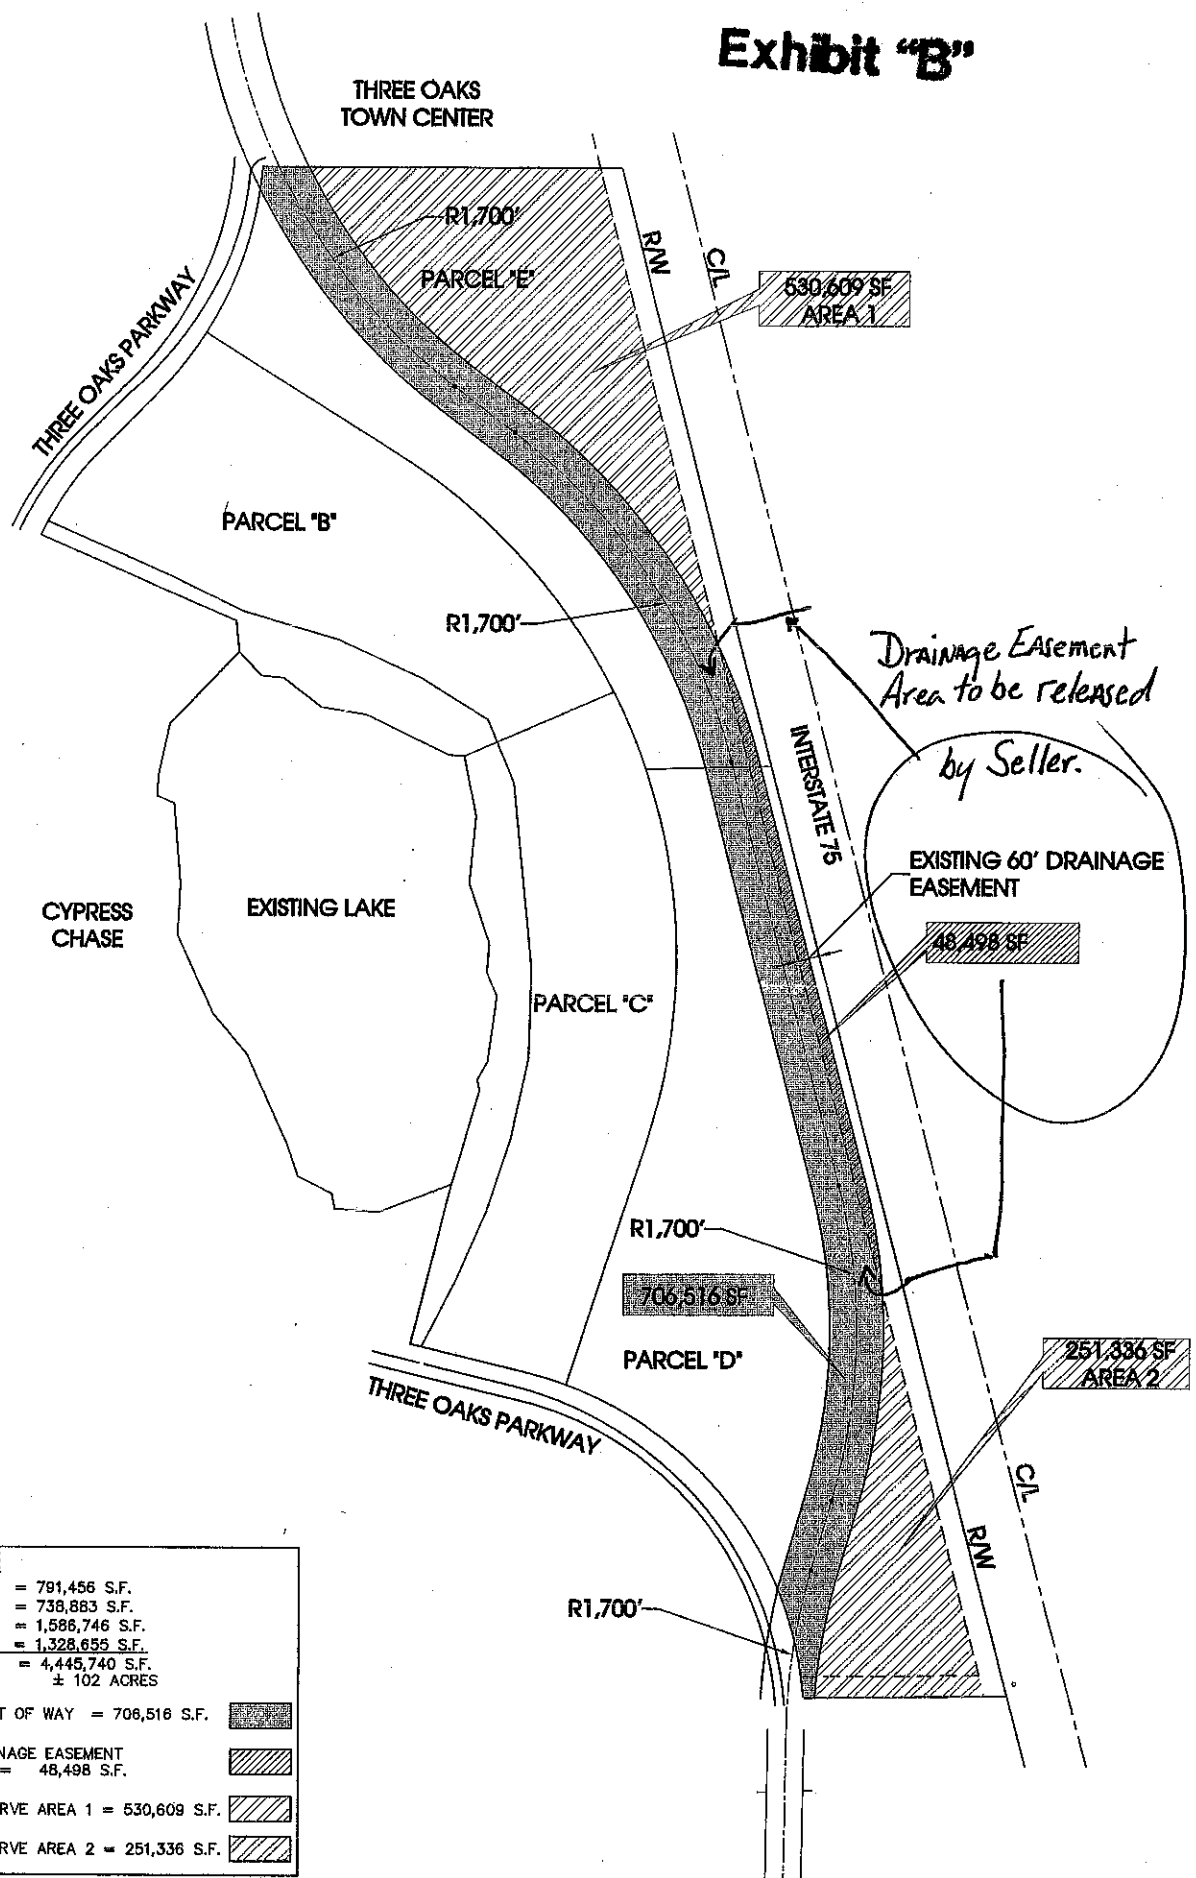 Exhibit "B"
THREE OAKS
TOWN CENTER
R1,700'
PARCEL "E"
R/W
C/L
530,609 SF
AREA 1
THREE OAKS PARKWAY
PARCEL "B"
R1,700'
Drainage Easement
Area to be released
by Seller.
INTERSTATE 75
EXISTING 60' DRAINAGE
EASEMENT
48,498 SF
CYPRESS
CHASE
EXISTING LAKE
PARCEL "C"
R1,700'
706,516 SF
PARCEL "D"
251,336 SF
AREA 2
THREE OAKS PARKWAY
C/L
R/W
R1,700'
= 791,456 S.F.
= 738,883 S.F.
= 1,586,746 S.F.
= 1,328,655 S.F.
= 4,445,740 S.F.
± 102 ACRES
T OF WAY = 706,516 S.F.
NAGE EASEMENT
= 48,498 S.F.
RVE AREA 1 = 530,609 S.F.
RVE AREA 2 = 251,336 S.F.